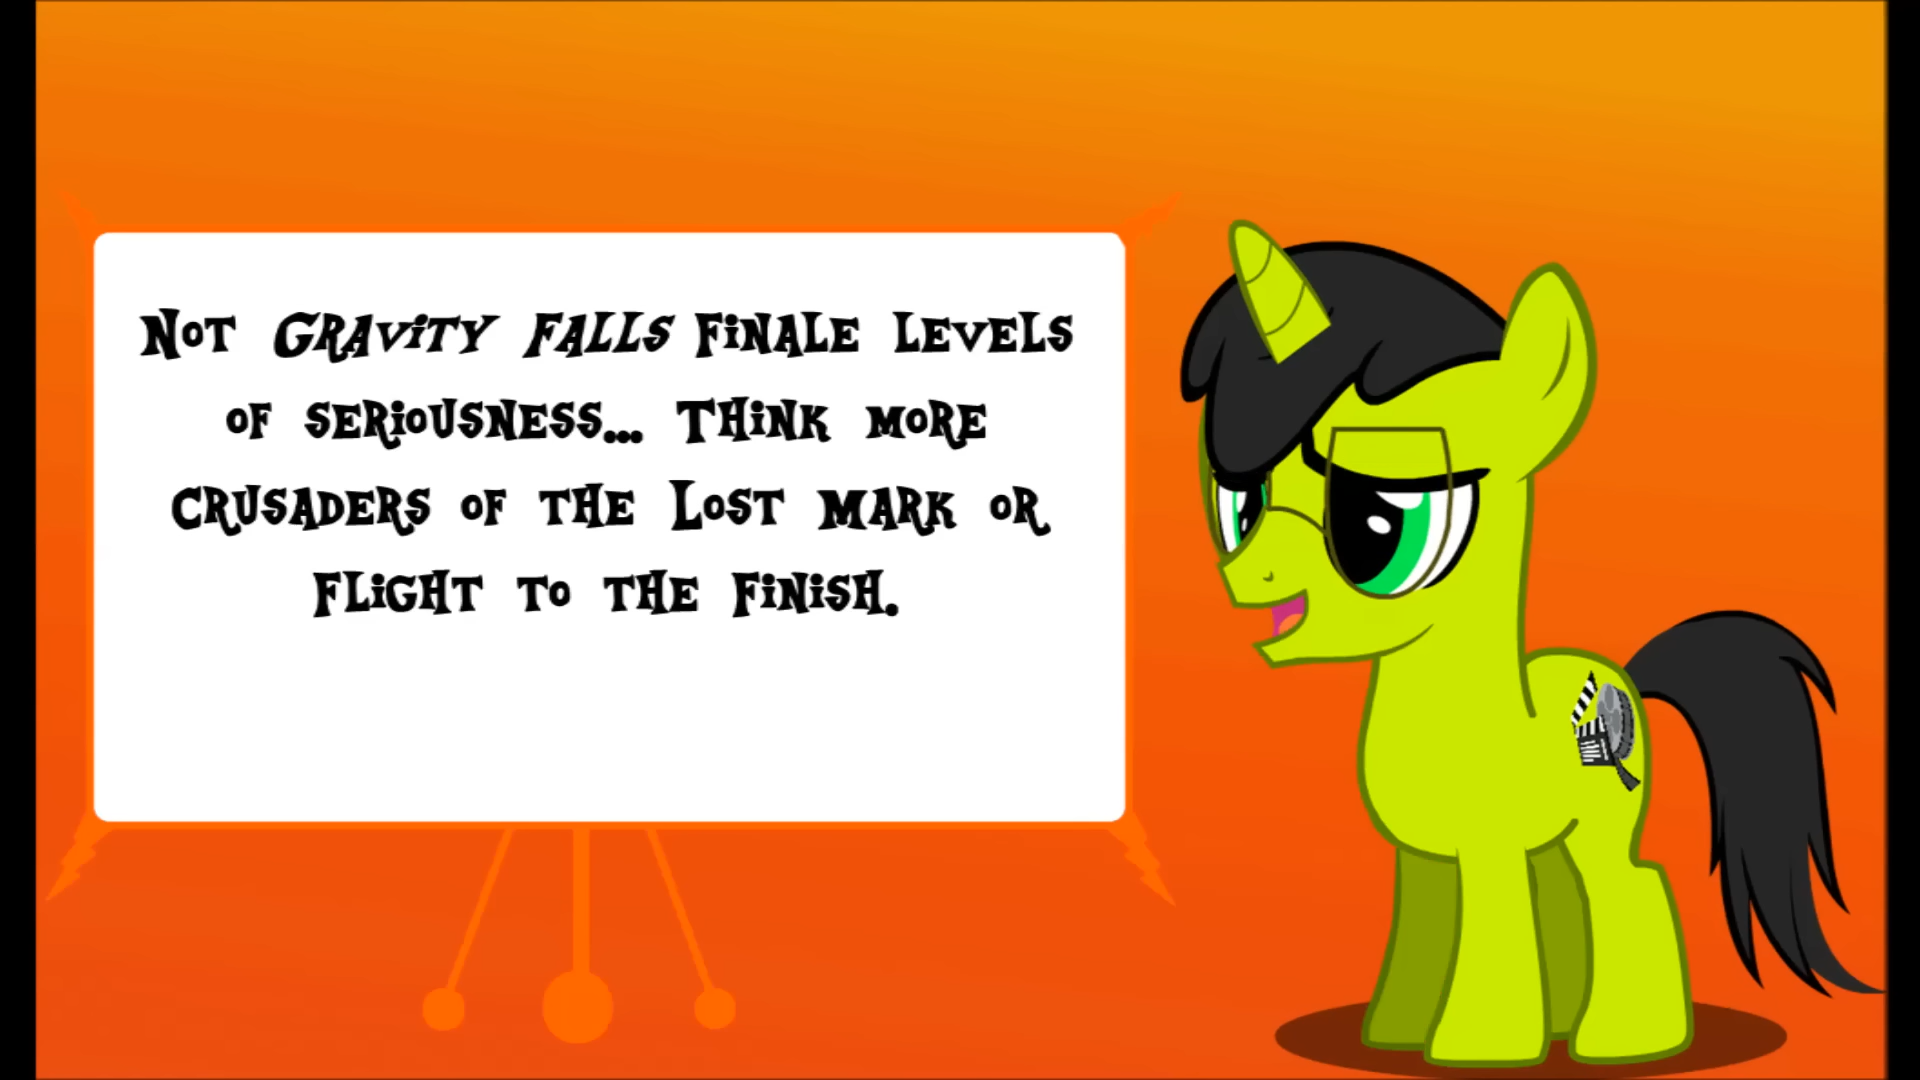 Not Gravity Falls finale levels
of seriousness... Think more
Crusaders of the Lost Mark or
Flight to the Finish.